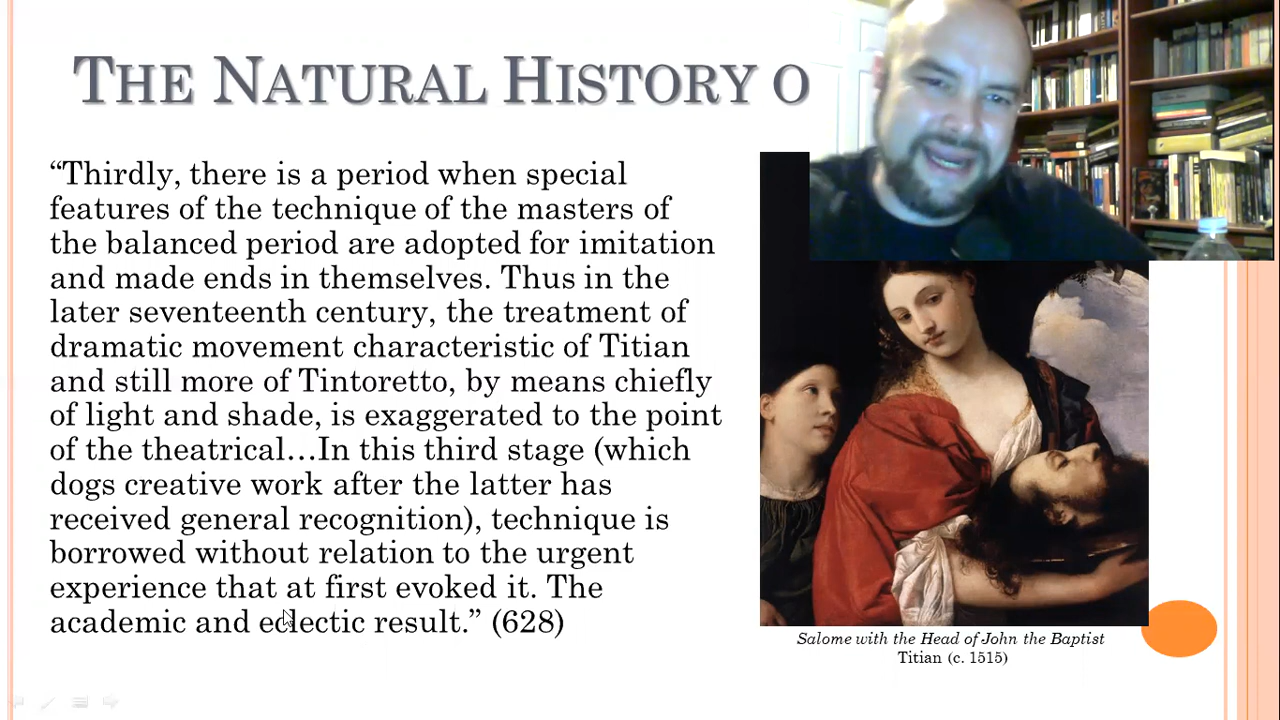 THE NATURAL HISTORY O
“Thirdly, there is a period when special
features of the technique of the masters of
the balanced period are adopted for imitation
and made ends in themselves. Thus in the
later seventeenth century, the treatment of
dramatic movement characteristic of Titian
and still more of Tintoretto, by means chiefly
of light and shade, is exaggerated to the point
of the theatrical…In this third stage (which
dogs creative work after the latter has
received general recognition), technique is
borrowed without relation to the urgent
experience that at first evoked it. The
academic and eclectic result.” (628)
Salome with the Head of John the Baptist
Titian (c. 1515)